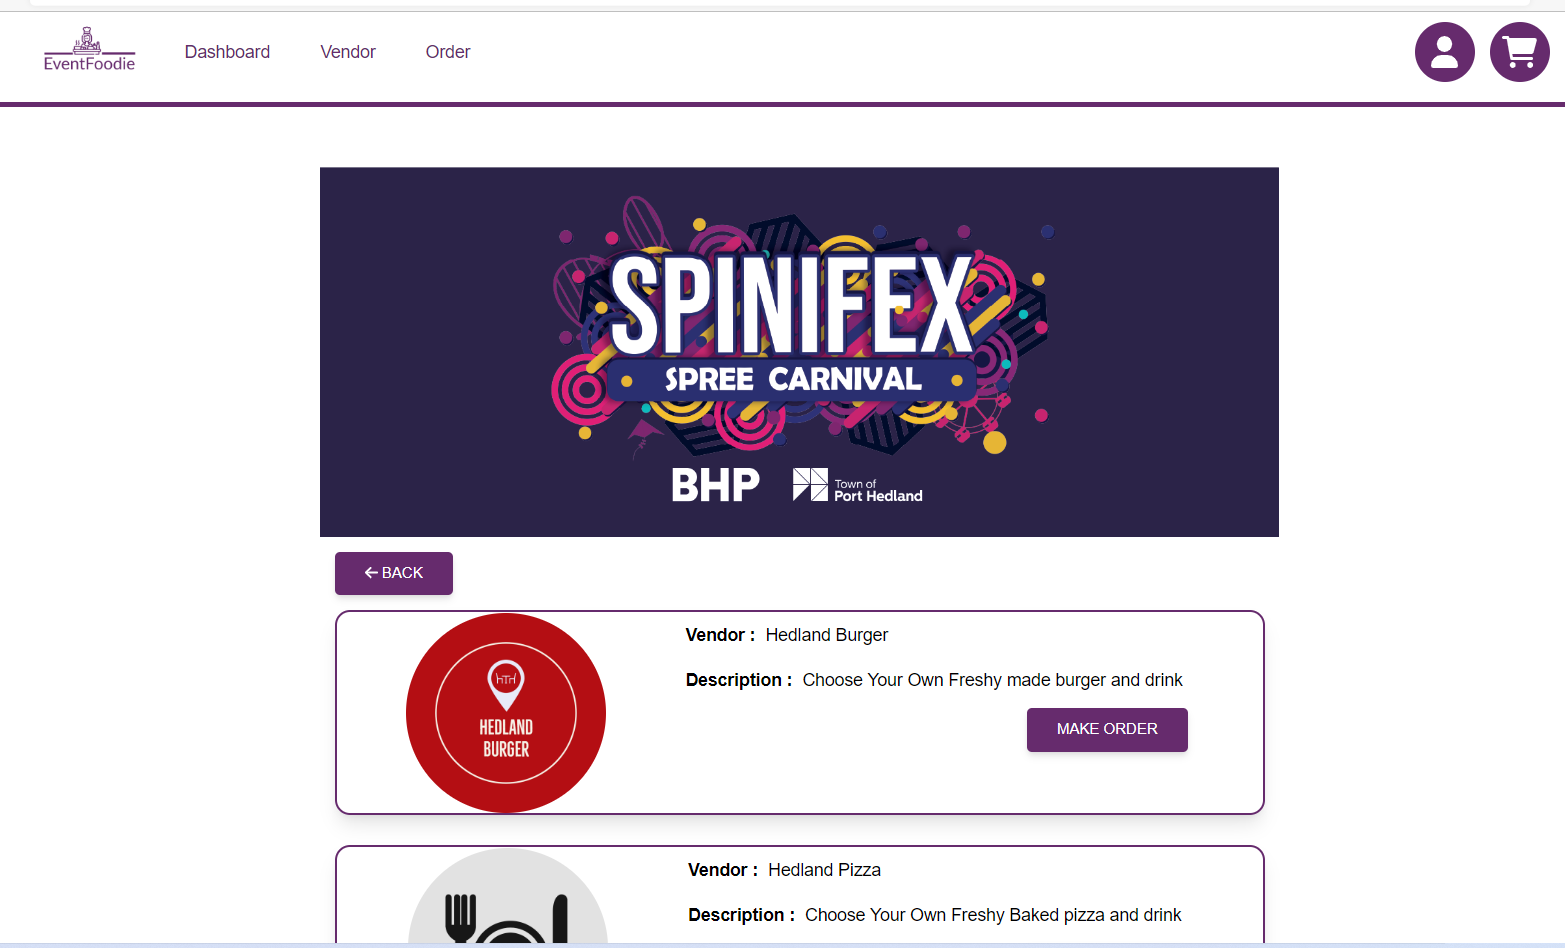 EventFoodie
Dashboard Vendor Order
SPINIFEX
SPREE CARNIVAL
BHP
Town of
Port Hedland
BACK
HTH
HEDLAND
BURGER
Vendor : Hedland Burger
Description : Choose Your Own Freshy made burger and drink
MAKE ORDER
Vendor : Hedland Pizza
Description : Choose Your Own Freshy Baked pizza and drink